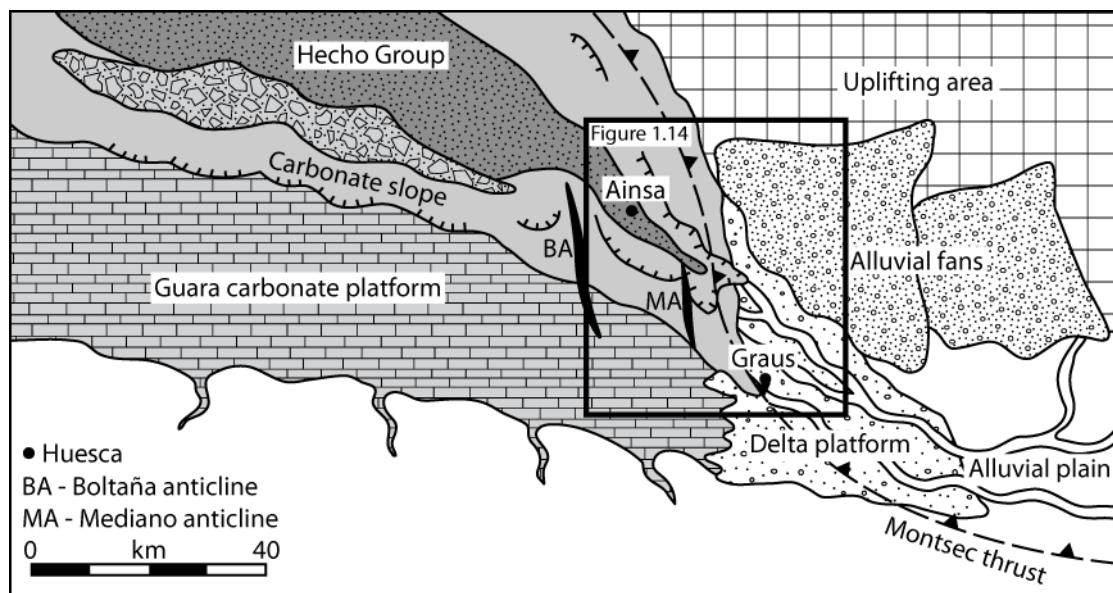 Hecho Group
Uplifting area
Figure 1.14
Carbonate slope
Ainsa
BA
Alluvial fans
Guara carbonate platform
MA
Graus
Delta platform
Alluvial plain
Montsec thrust
Huesca
BA - Boltaña anticline
MA - Mediano anticline
0 km 40